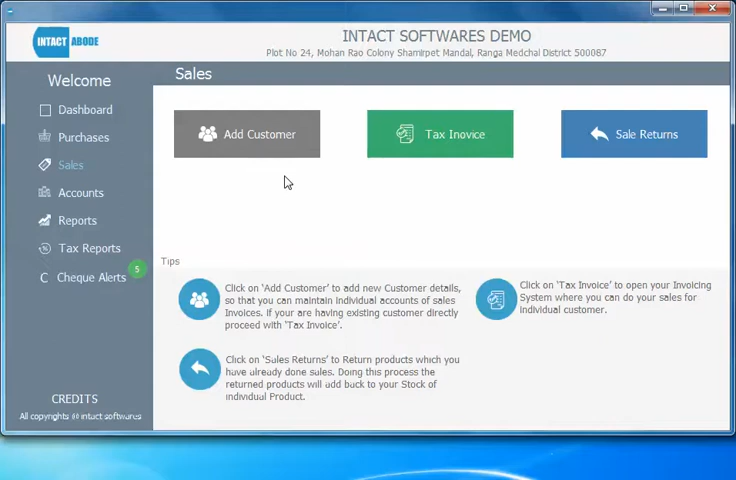 INTACT ABODE
INTACT SOFTWARES DEMO
Plot No 24, Mohan Rao Colony Shamirpet Mandal, Ranga Medchal District 500087
Welcome
Sales
Dashboard
Purchases
Sales
Accounts
Reports
Tax Reports
C Cheque Alerts
5
Add Customer
Tax Inovice
Sale Returns
Tips
Click on 'Add Customer' to add new Customer details,
so that you can maintain individual accounts of sales
Invoices. If your are having existing customer directly
proceed with 'Tax Invoice'.
Click on 'Tax Invoice' to open your Invoicing
System where you can do your sales for
individual customer.
Click on 'Sales Returns' to Return products which you
have already done sales. Doing this process the
returned products will add back to your Stock of
individual Product.
CREDITS
All copyrights @ intact softwares